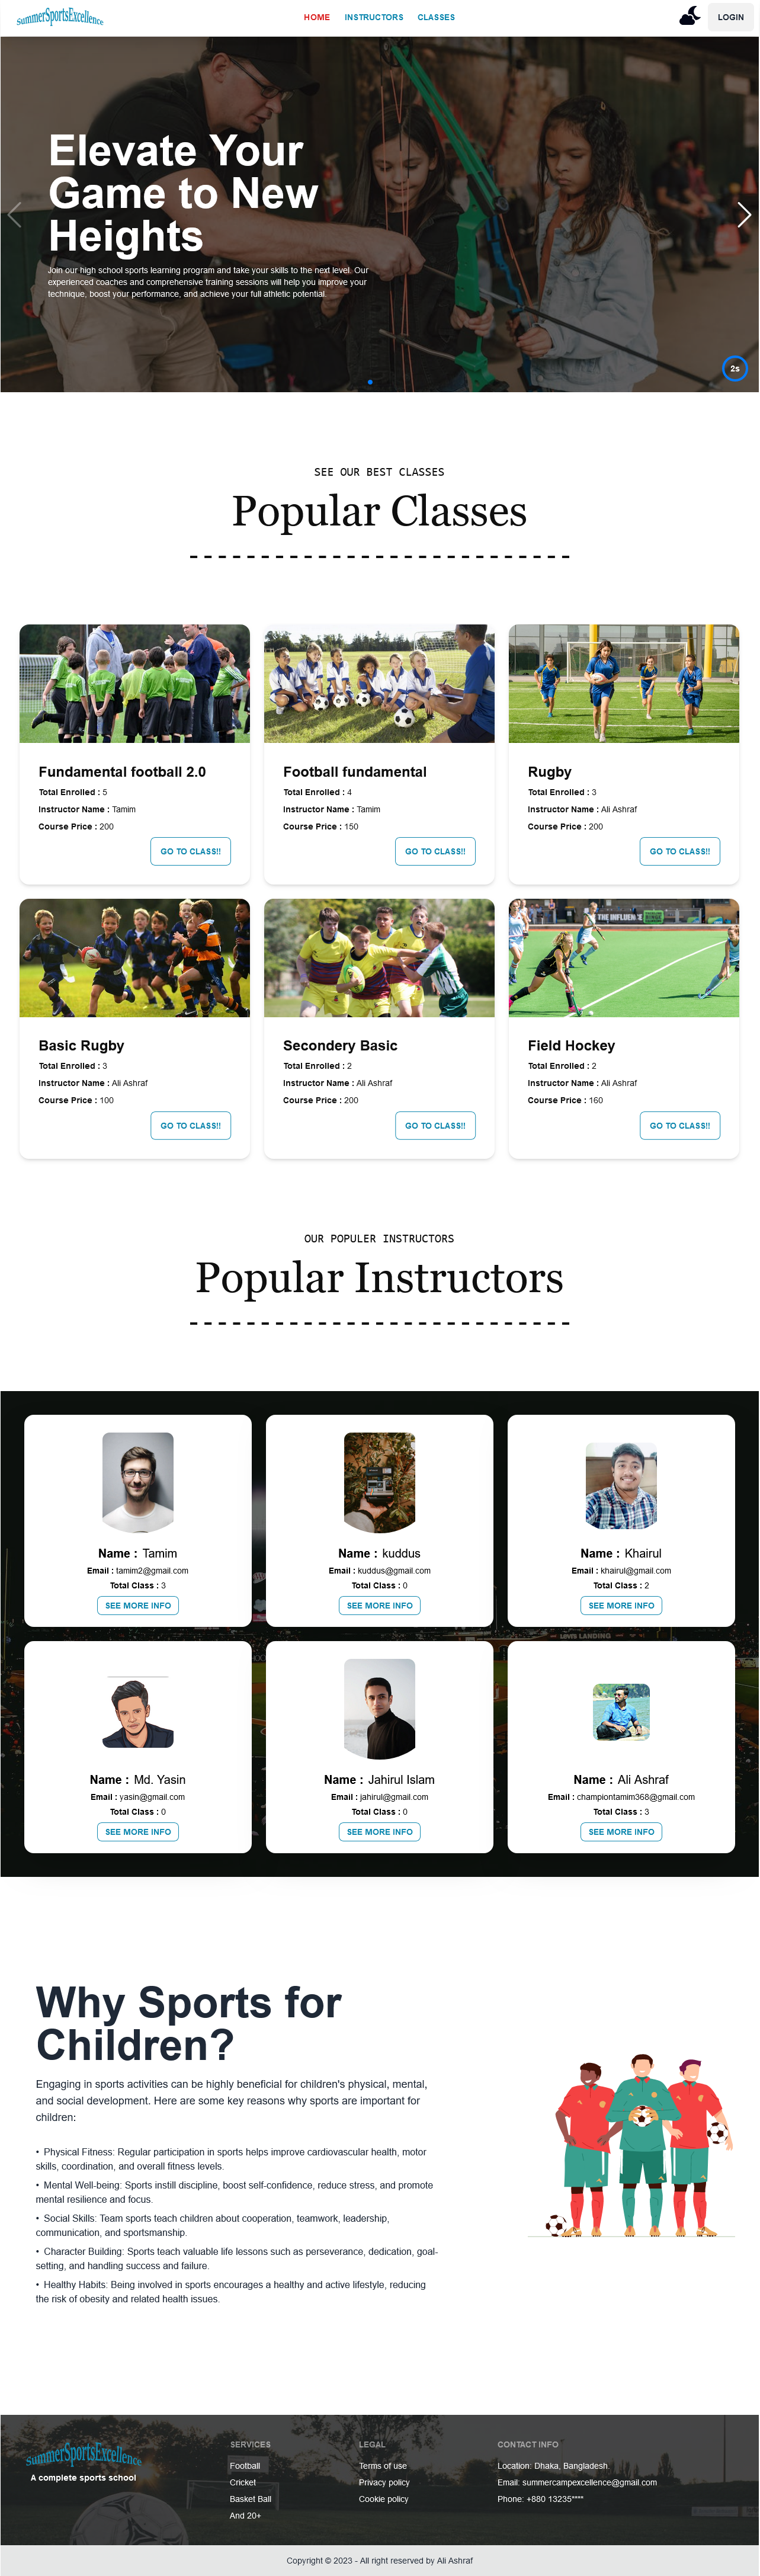 summerSportsExcellence
HOME
INSTRUCTORS
CLASSES
LOGIN
Elevate Your
Game to New
Heights
Join our high school sports learning program and take your skills to the next level. Our
experienced coaches and comprehensive training sessions will help you improve your
technique, boost your performance, and achieve your full athletic potential.
2s
SEE OUR BEST CLASSES
Popular Classes
Fundamental football 2.0
Total Enrolled : 5
Instructor Name : Tamim
Course Price : 200
GO TO CLASS!!
Football fundamental
Total Enrolled : 4
Instructor Name : Tamim
Course Price : 150
GO TO CLASS!!
Rugby
Total Enrolled : 3
Instructor Name : Ali Ashraf
Course Price : 200
GO TO CLASS!!
THE INFLUENCE
Basic Rugby
Total Enrolled : 3
Instructor Name : Ali Ashraf
Course Price : 100
GO TO CLASS!!
Secondery Basic
Total Enrolled : 2
Instructor Name : Ali Ashraf
Course Price : 200
GO TO CLASS!!
Field Hockey
Total Enrolled : 2
Instructor Name : Ali Ashraf
Course Price : 160
GO TO CLASS!!
OUR POPULER INSTRUCTORS
Popular Instructors
Name : Tamim
Email : tamim2@gmail.com
Total Class : 3
SEE MORE INFO
Name : kuddus
Email : kuddus@gmail.com
Total Class : 0
SEE MORE INFO
Name : Khairul
Email : khairul@gmail.com
Total Class : 2
SEE MORE INFO
LEVIS LANDING
Name : Md. Yasin
Email : yasin@gmail.com
Total Class : 0
SEE MORE INFO
Name : Jahirul Islam
Email : jahirul@gmail.com
Total Class : 0
SEE MORE INFO
Name : Ali Ashraf
Email : championtamim368@gmail.com
Total Class : 3
SEE MORE INFO
Why Sports for
Children?
Engaging in sports activities can be highly beneficial for children's physical, mental,
and social development. Here are some key reasons why sports are important for
children:
• Physical Fitness: Regular participation in sports helps improve cardiovascular health, motor
skills, coordination, and overall fitness levels.
• Mental Well-being: Sports instill discipline, boost self-confidence, reduce stress, and promote
mental resilience and focus.
• Social Skills: Team sports teach children about cooperation, teamwork, leadership,
communication, and sportsmanship.
• Character Building: Sports teach valuable life lessons such as perseverance, dedication, goal-
setting, and handling success and failure.
• Healthy Habits: Being involved in sports encourages a healthy and active lifestyle, reducing
the risk of obesity and related health issues.
summerSportsExcellence
A complete sports school
SERVICES
Football
Cricket
Basket Ball
And 20+
LEGAL
Terms of use
Privacy policy
Cookie policy
CONTACT INFO
Location: Dhaka, Bangladesh.
Email: summercampexcellence@gmail.com
Phone: +880 13235****
Copyright © 2023 - All right reserved by Ali Ashraf